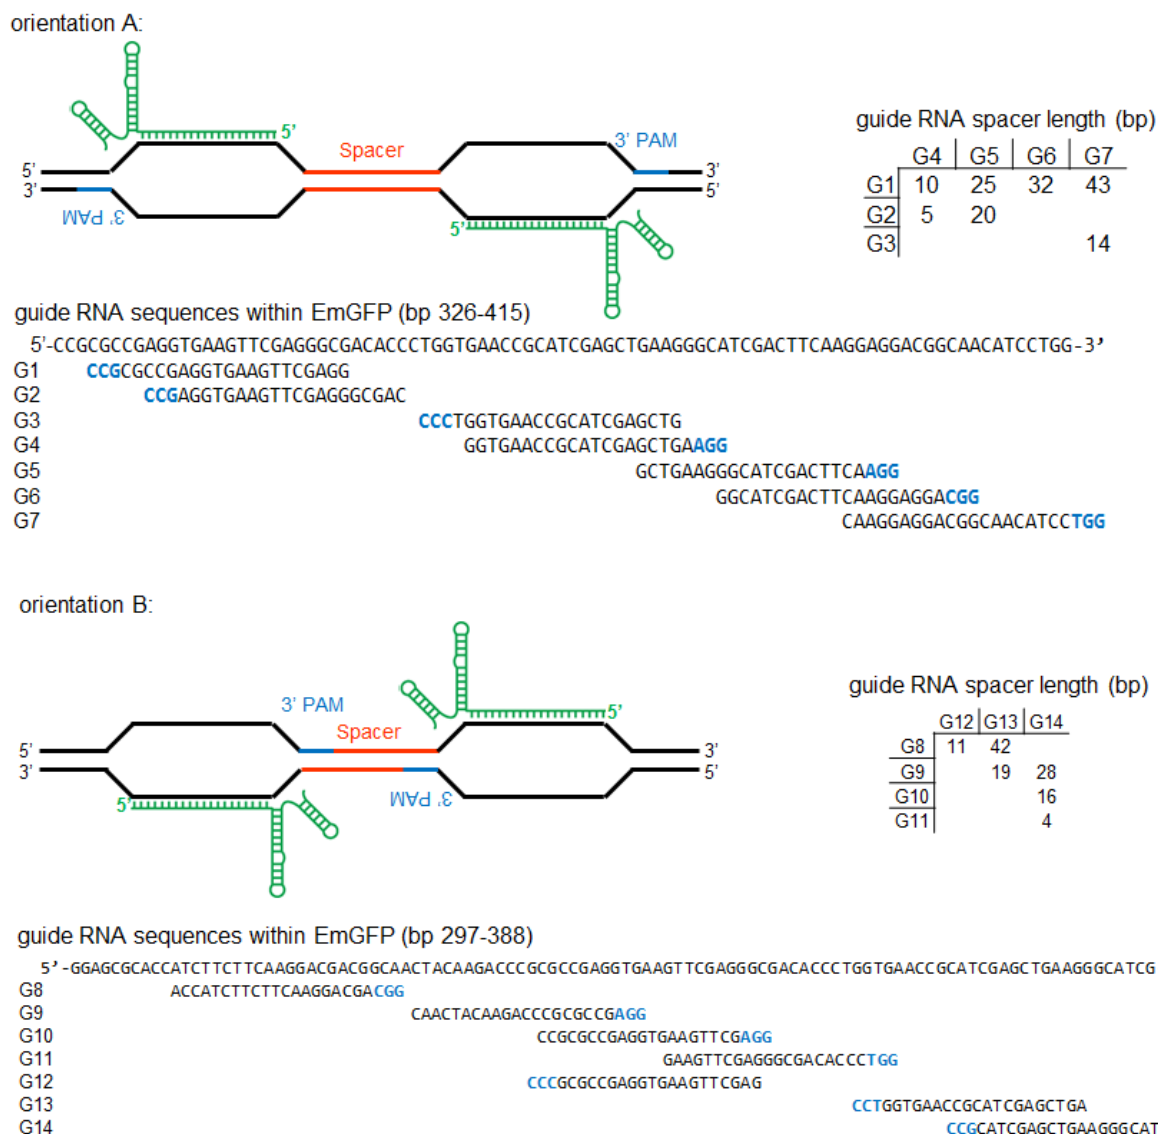 orientation A:
5'
Spacer
3' PAM
5'
3'
3'
5'
3' PAM
5'
guide RNA spacer length (bp)
G4 G5 G6 G7
G1 10 25 32 43
G2 5 20
G3 14
guide RNA sequences within EmGFP (bp 326-415)
5'-CCGCGCCGAGGTGAAGTTCGAGGGCGACACCCTGGTGAACCGCATCGAGCTGAAGGGCATCGACTTCAAGGAGGACGGCAACATCCTGG-3'
G1 CCGCGCCGAGGTGAAGTTCGAGG
G2 CCGAGGTGAAGTTCGAGGGCGAC
G3 CCCTGGTGAACCGCATCGAGCTG
G4 GGTGAACCGCATCGAGCTGAAGG
G5 GCTGAAGGGCATCGACTTCAAGG
G6 GGCATCGACTTCAAGGAGGACGG
G7 CAAGGAGGACGGCAACATCCTGG
orientation B:
3' PAM
Spacer
5'
5'
3'
3'
5'
5'
3' PAM
guide RNA spacer length (bp)
G12 G13 G14
G8 11 42
G9 19 28
G10 16
G11 4
guide RNA sequences within EmGFP (bp 297-388)
5'-GGAGCGCACCATCTTCTTCAAGGACGACGGCAACTACAAGACCCGCGCCGAGGTGAAGTTCGAGGGCGACACCCTGGTGAACCGCATCGAGCTGAAGGGCATCG
G8 ACCATCTTCTTCAAGGACGACGG
G9 CAACTACAAGACCCGCGCCGAGG
G10 CCGCGCCGAGGTGAAGTTCGAGG
G11 GAAGTTCGAGGGCGACACCCTGG
G12 CCCGCGCCGAGGTGAAGTTCGAG
G13 CCTGGTGAACCGCATCGAGCTGA
G14 CCGCATCGAGCTGAAGGGCAT